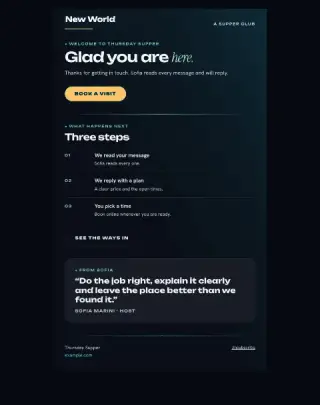 New World
A SUPPER CLUB
WELCOME TO THURSDAY SUPPER
Glad you are here.
Thanks for getting in touch. Sofia reads every message and will reply.
BOOK A VISIT
WHAT HAPPENS NEXT
Three steps
01
We read your message
Sofia reads every one.
02
We reply with a plan
A clear price and the open times.
03
You pick a time
Book online whenever you are ready.
SEE THE WAYS IN
FROM SOFIA
“Do the job right, explain it clearly
and leave the place better than we
found it.”
SOFIA MARINI · HOST
Thursday Supper
example.com